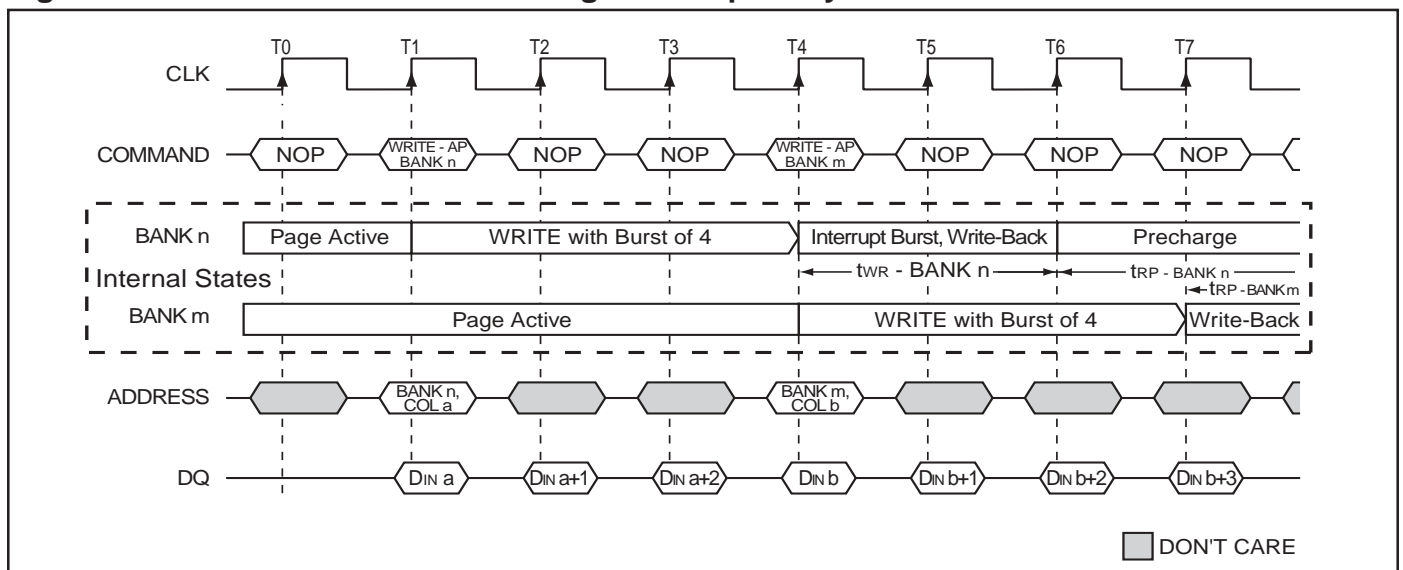 T0 T1 T2 T3 T4 T5 T6 T7
CLK
COMMAND NOP WRITE - AP BANK n NOP NOP WRITE - AP BANK m NOP NOP NOP
BANK n Page Active WRITE with Burst of 4 Interrupt Burst, Write-Back Precharge
Internal States tWR - BANK n tRP - BANK n
tRP - BANK m
BANK m Page Active WRITE with Burst of 4 Write-Back
ADDRESS BANK n, COL a BANK m, COL b
DQ DIN a DIN a+1 DIN a+2 DIN b DIN b+1 DIN b+2 DIN b+3
DON'T CARE